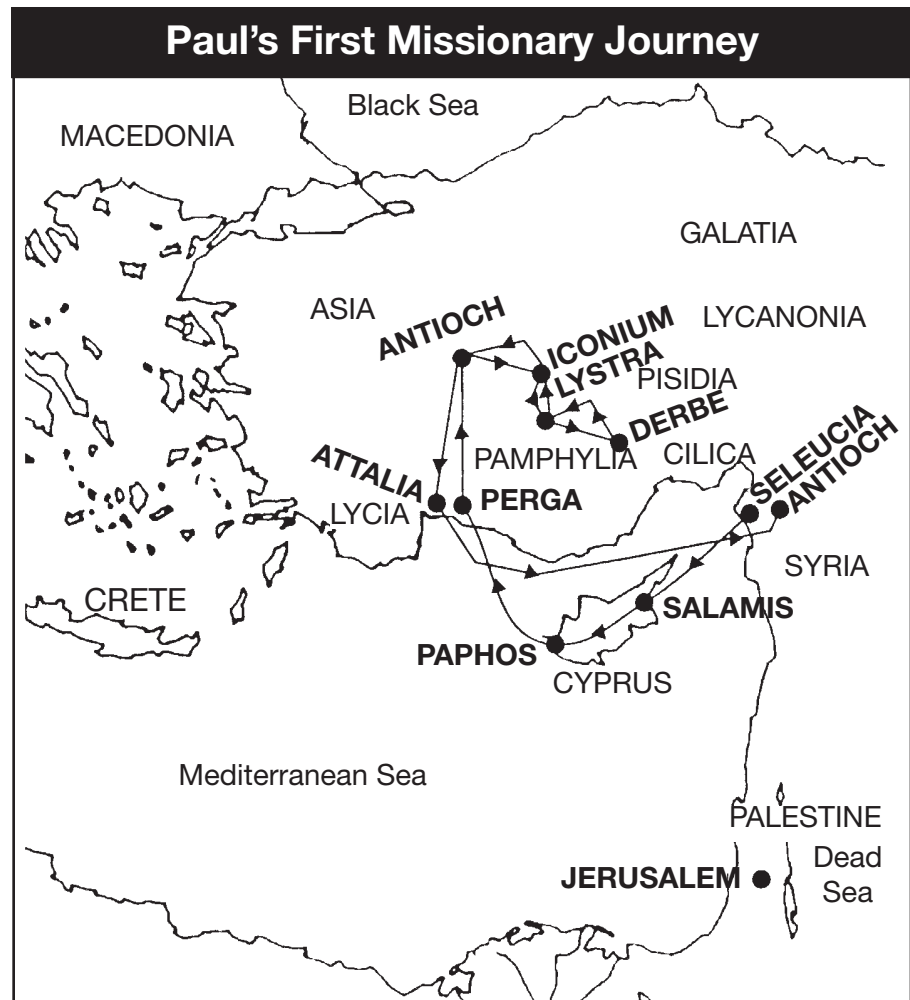 Paul's First Missionary Journey
Black Sea
MACEDONIA
GALATIA
ASIA
LYCANONIA
ANTIOCH
ICONIUM
LYSTRA
PISIDIA
DERBE
PAMPHYLIA
CILICA
SELEUCIA
ANTIOCH
ATTALIA
PERGA
LYCIA
SYRIA
CRETE
SALAMIS
PAPHOS
CYPRUS
Mediterranean Sea
PALESTINE
JERUSALEM
Dead
Sea